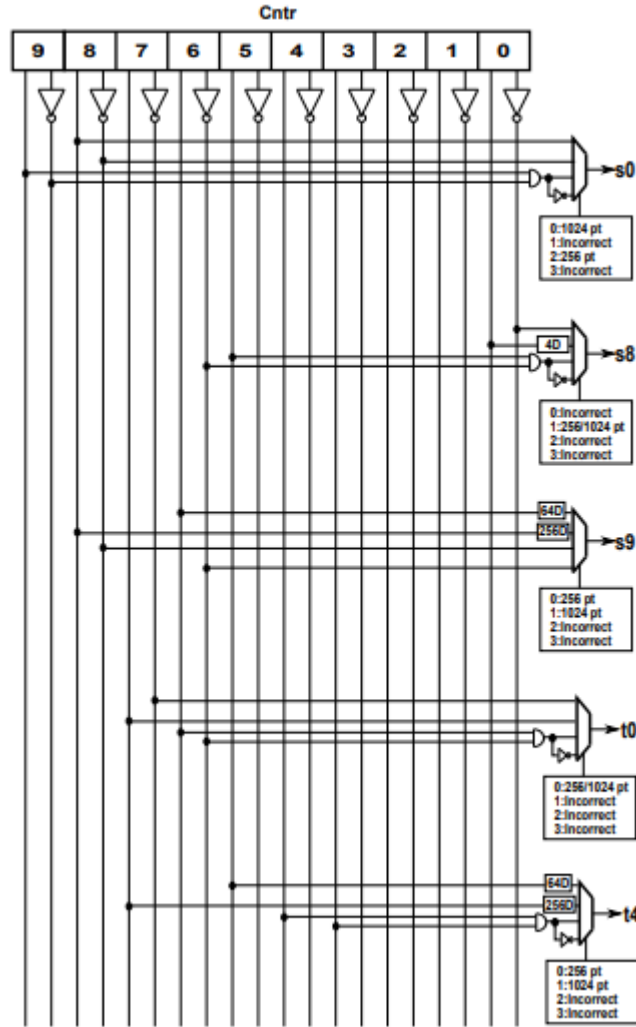 Cntr
9 8 7 6 5 4 3 2 1 0
s0
0:1024 pt
1:Incorrect
2:256 pt
3:Incorrect
4D
s8
0:Incorrect
1:256/1024 pt
2:Incorrect
3:Incorrect
64D
256D
s9
0:256 pt
1:1024 pt
2:Incorrect
3:Incorrect
t0
0:256/1024 pt
1:Incorrect
2:Incorrect
3:Incorrect
64D
256D
t4
0:256 pt
1:1024 pt
2:Incorrect
3:Incorrect